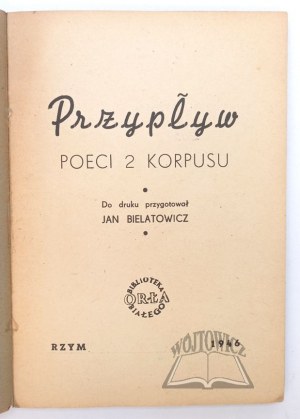 Przypływ
POECI 2 KORPUSU
Do druku przygotował
JAN BIELATOWICZ
BIBLIOTEKA
ORŁA
BIAŁEGO
RZYM 1946
WÓJTOWICZ